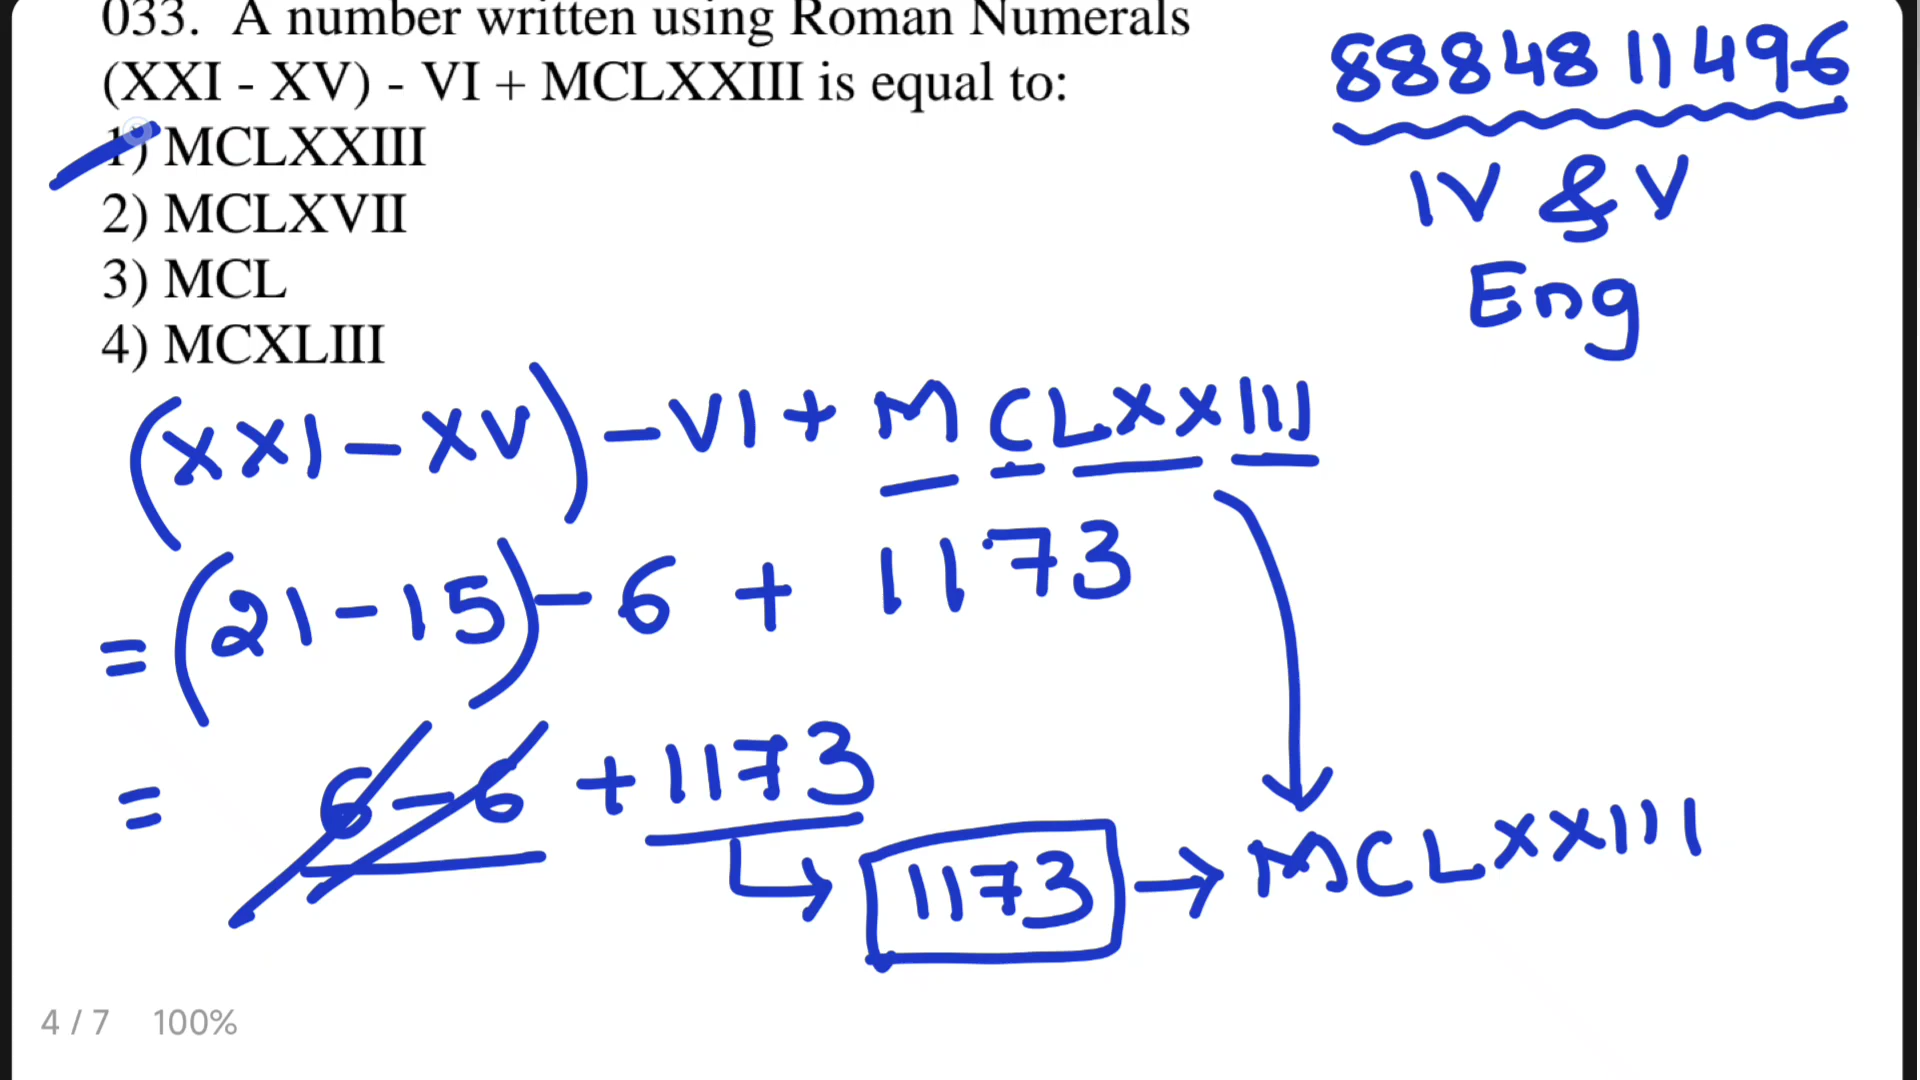 033. A number written using Roman Numerals
(XXI - XV) - VI + MCLXXIII is equal to:
1) MCLXXIII
2) MCLXVII
3) MCL
4) MCXLIII
8884811496
IV & V
Eng
(XXI - XV) - VI + MCLXXIII
= (21 - 15) - 6 + 1173
= 6 - 6 + 1173
1173 → MCLXXIII
4 / 7 100%